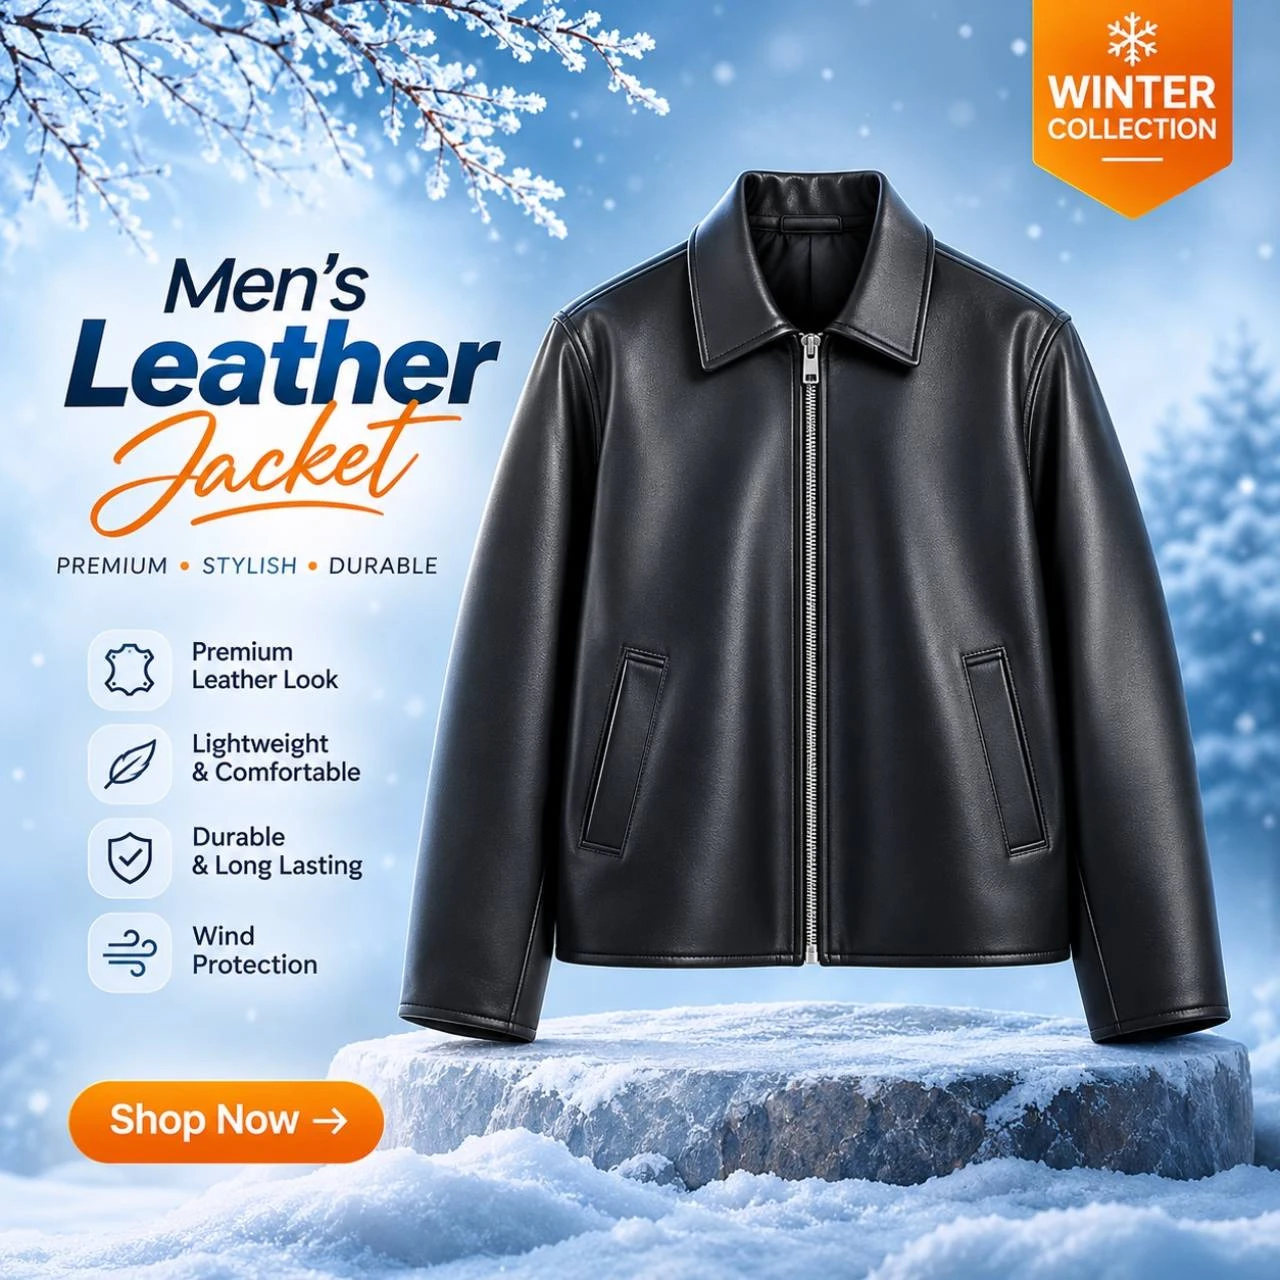 WINTER
COLLECTION
Men's
Leather
Jacket
PREMIUM • STYLISH • DURABLE
Premium
Leather Look
Lightweight
& Comfortable
Durable
& Long Lasting
Wind
Protection
Shop Now →